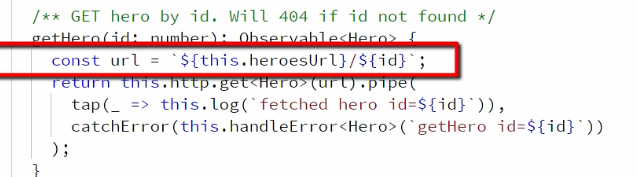 /** GET hero by id. Will 404 if id not found */
getHero(id: number): Observable<Hero> {
const url = `${this.heroesUrl}/${id}`;
return this.http.get<Hero>(url).pipe(
tap(_ => this.log(`fetched hero id=${id}`)),
catchError(this.handleError<Hero>(`getHero id=${id}`))
);
}